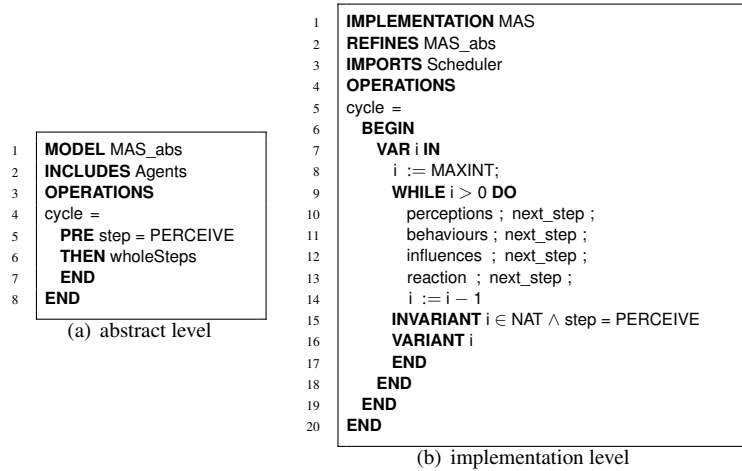 1 MODEL MAS_abs
2 INCLUDES Agents
3 OPERATIONS
4 cycle =
5 PRE step = PERCEIVE
6 THEN wholeSteps
7 END
8 END
(a) abstract level
1 IMPLEMENTATION MAS
2 REFINES MAS_abs
3 IMPORTS Scheduler
4 OPERATIONS
5 cycle =
6 BEGIN
7 VAR i IN
8 i := MAXINT;
9 WHILE i > 0 DO
10 perceptions ; next_step ;
11 behaviours ; next_step ;
12 influences ; next_step ;
13 reaction ; next_step ;
14 i := i − 1
15 INVARIANT i ∈ NAT ∧ step = PERCEIVE
16 VARIANT i
17 END
18 END
19 END
20 END
(b) implementation level